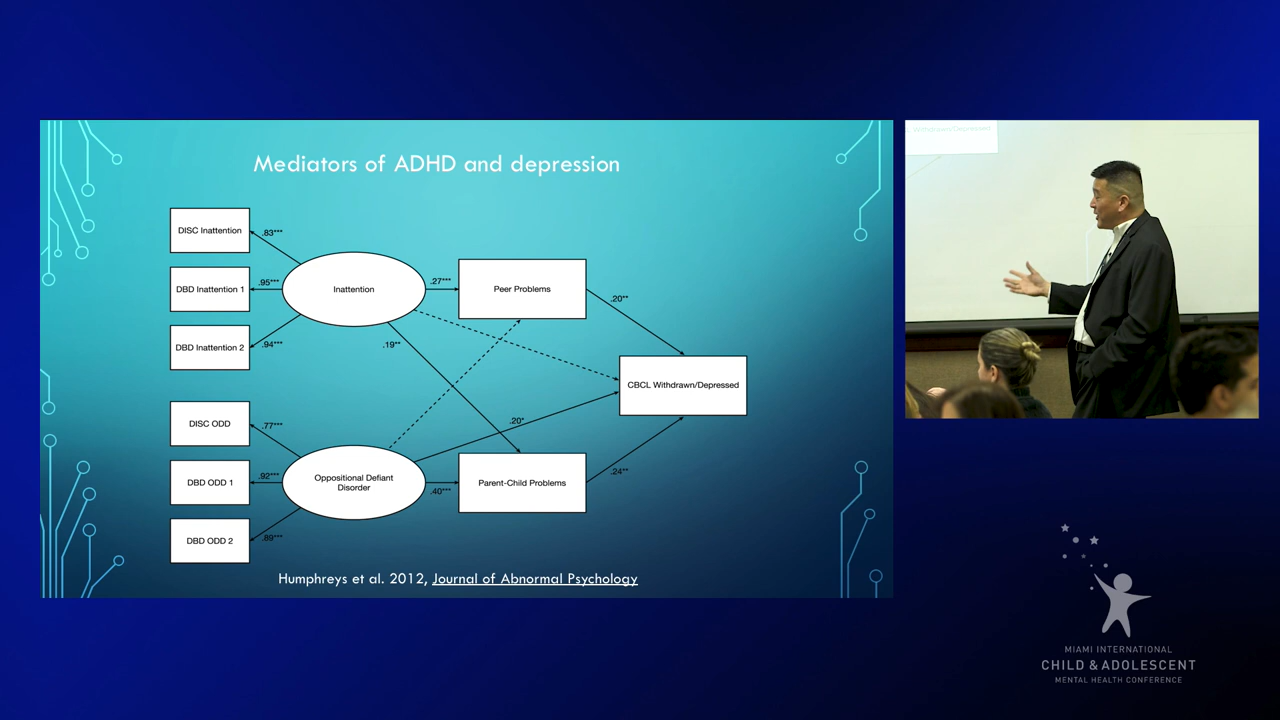 Mediators of ADHD and depression
DISC Inattention
.83***
DBD Inattention 1
.95***
Inattention
.27***
Peer Problems
.20**
DBD Inattention 2
.94***
.19**
CBCL Withdrawn/Depressed
DISC ODD
.77***
.20*
DBD ODD 1
.92***
Oppositional Defiant
Disorder
.40***
Parent-Child Problems
.24**
DBD ODD 2
.89***
Humphreys et al. 2012, Journal of Abnormal Psychology
Withdrawn/Depressed
MIAMI INTERNATIONAL
CHILD & ADOLESCENT
MENTAL HEALTH CONFERENCE